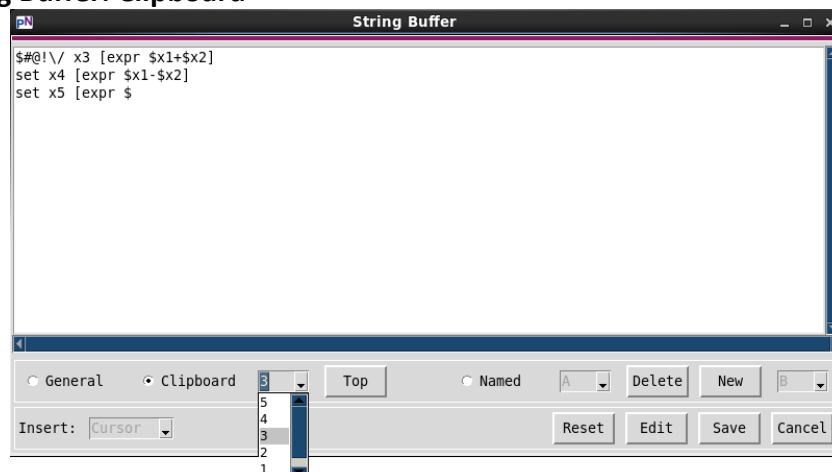 g Buffer: Clipboard
pN String Buffer
$#@!\/ x3 [expr $x1+$x2]
set x4 [expr $x1-$x2]
set x5 [expr $
General Clipboard 3 Top Named A Delete New B
5
4
3
2
1
Insert: Cursor Reset Edit Save Cancel